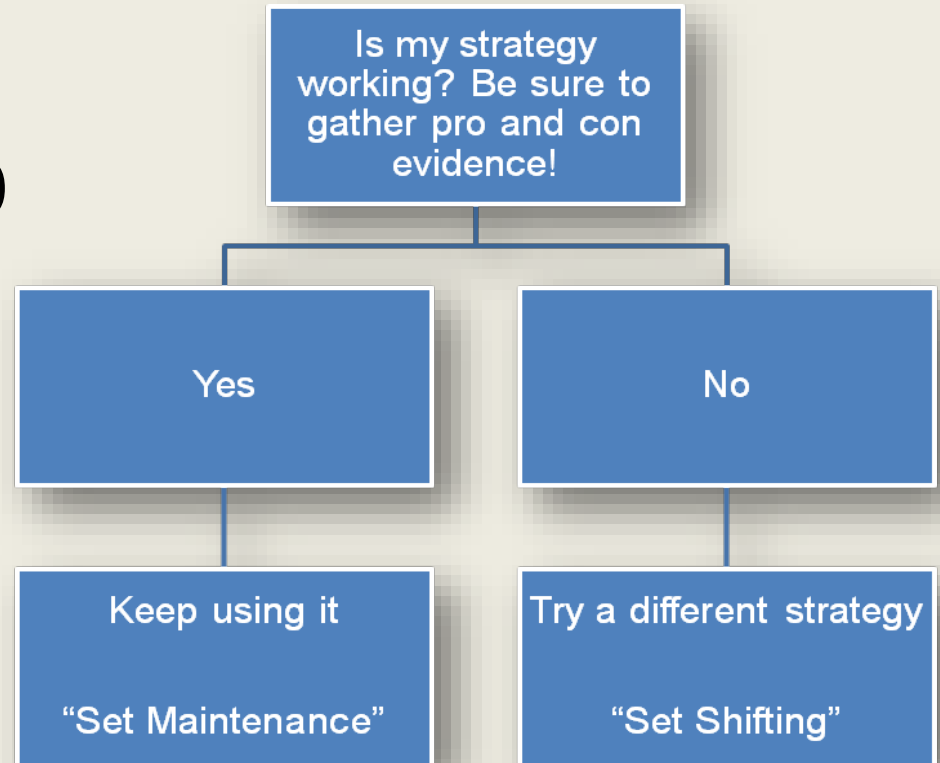 Is my strategy
working? Be sure to
gather pro and con
evidence!
)
Yes
No
Keep using it
“Set Maintenance”
Try a different strategy
“Set Shifting”